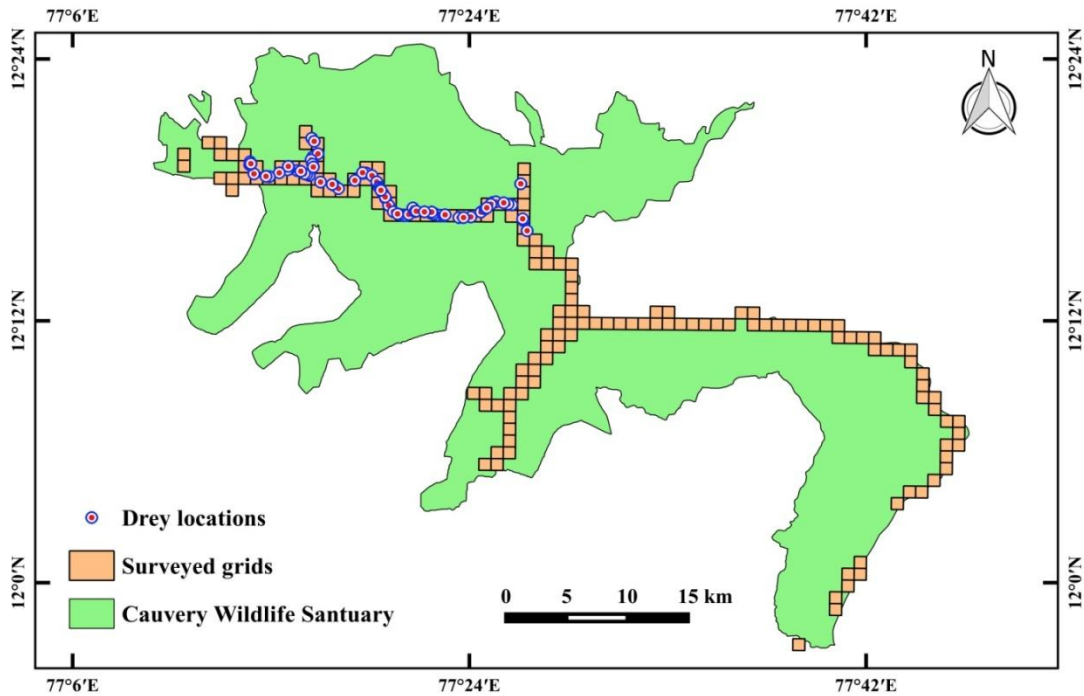 77°6'E 77°24'E 77°42'E
12°24'N 12°24'N
N
12°12'N 12°12'N
Drey locations
Surveyed grids
12°0'N 12°0'N
Cauvery Wildlife Santuary
0 5 10 15 km
77°6'E 77°24'E 77°42'E